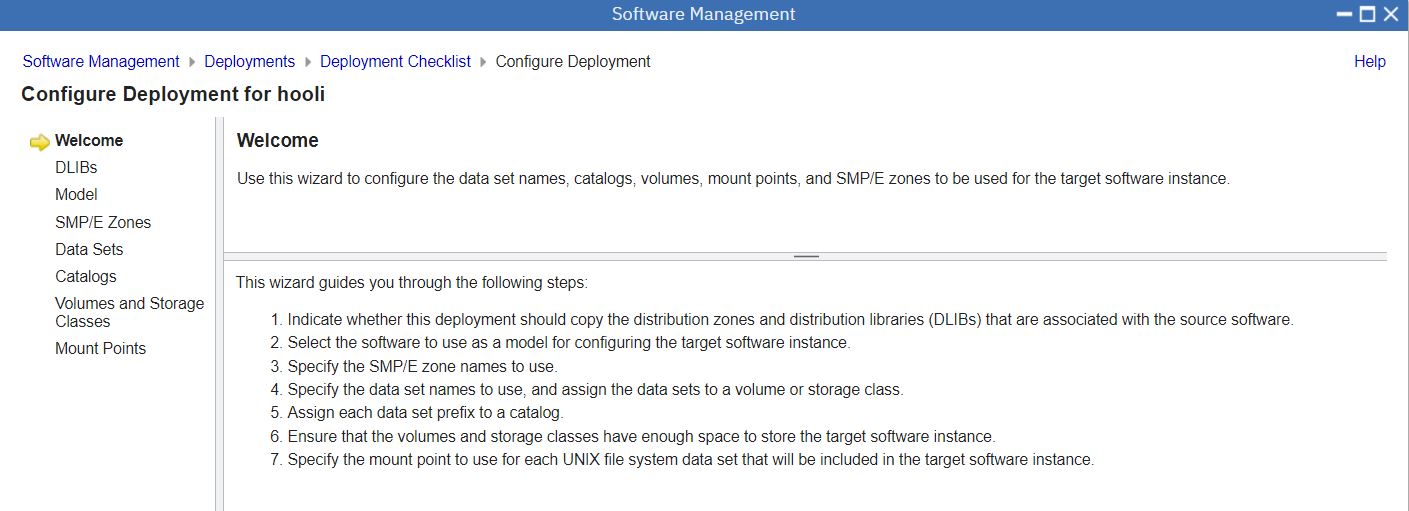 Software Management
Software Management Deployments Deployment Checklist Configure Deployment Help
Configure Deployment for hooli
Welcome
DLIBs
Model
SMP/E Zones
Data Sets
Catalogs
Volumes and Storage
Classes
Mount Points
Welcome
Use this wizard to configure the data set names, catalogs, volumes, mount points, and SMP/E zones to be used for the target software instance.
This wizard guides you through the following steps:
1. Indicate whether this deployment should copy the distribution zones and distribution libraries (DLIBs) that are associated with the source software.
2. Select the software to use as a model for configuring the target software instance.
3. Specify the SMP/E zone names to use.
4. Specify the data set names to use, and assign the data sets to a volume or storage class.
5. Assign each data set prefix to a catalog.
6. Ensure that the volumes and storage classes have enough space to store the target software instance.
7. Specify the mount point to use for each UNIX file system data set that will be included in the target software instance.